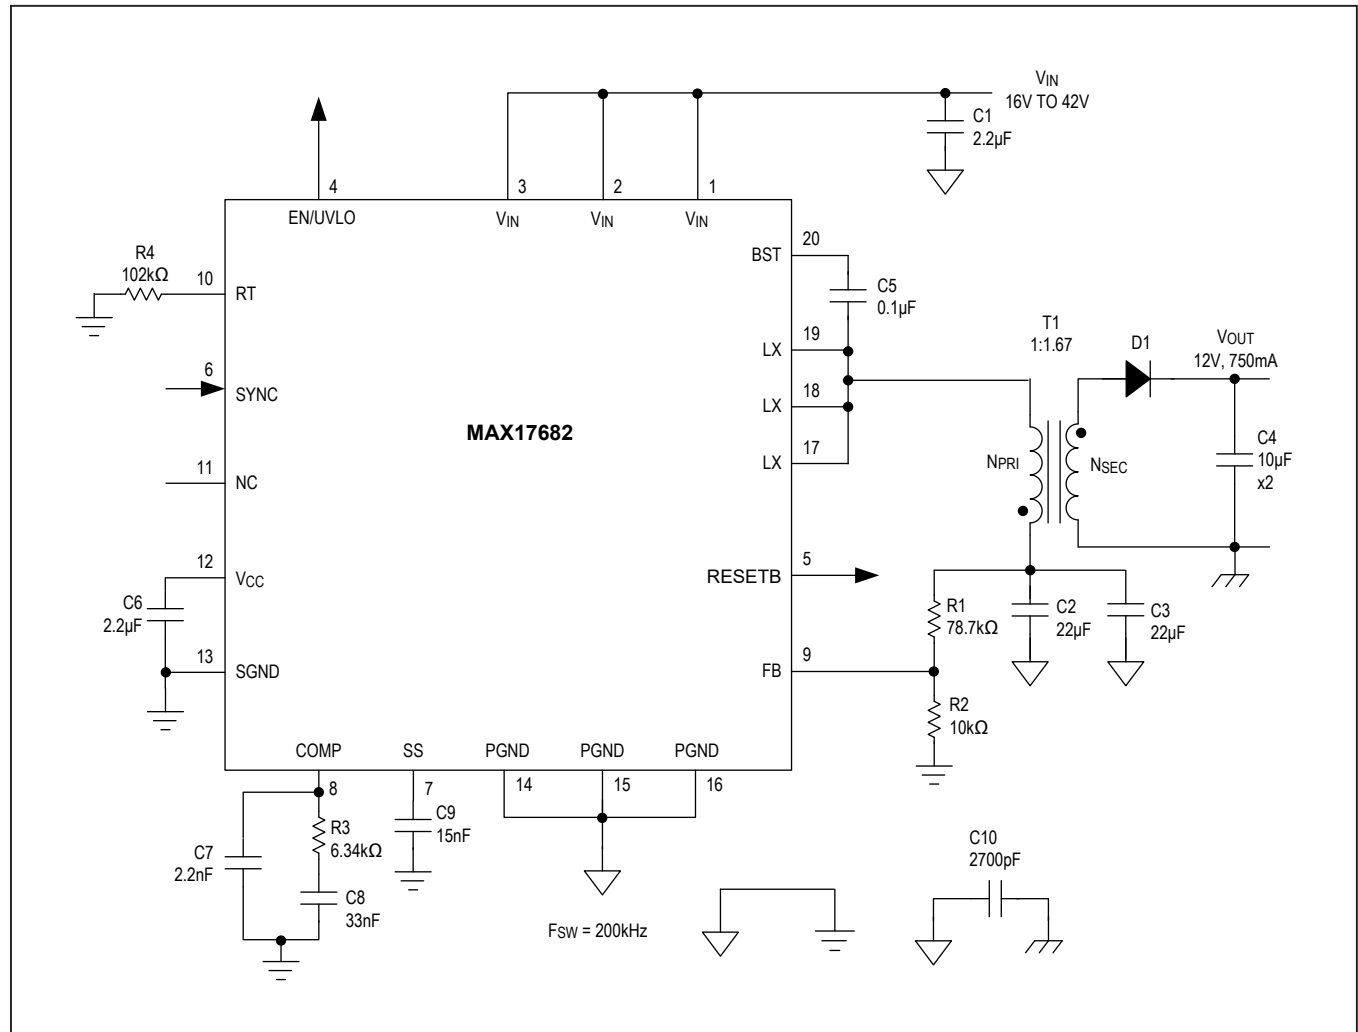 VIN
16V TO 42V
C1
2.2µF
4
3
2
1
EN/UVLO
VIN
VIN
VIN
20
BST
R4
102kΩ
10
RT
C5
0.1µF
19
LX
T1
1:1.67
D1
VOUT
12V, 750mA
6
SYNC
18
LX
MAX17682
17
LX
NPRI
NSEC
C4
10µF
x2
11
NC
12
VCC
5
RESETB
C6
2.2µF
R1
78.7kΩ
C2
22µF
C3
22µF
13
SGND
9
FB
R2
10kΩ
COMP
SS
PGND
PGND
PGND
8
7
14
15
16
R3
6.34kΩ
C9
15nF
C7
2.2nF
C8
33nF
C10
2700pF
FSW = 200kHz